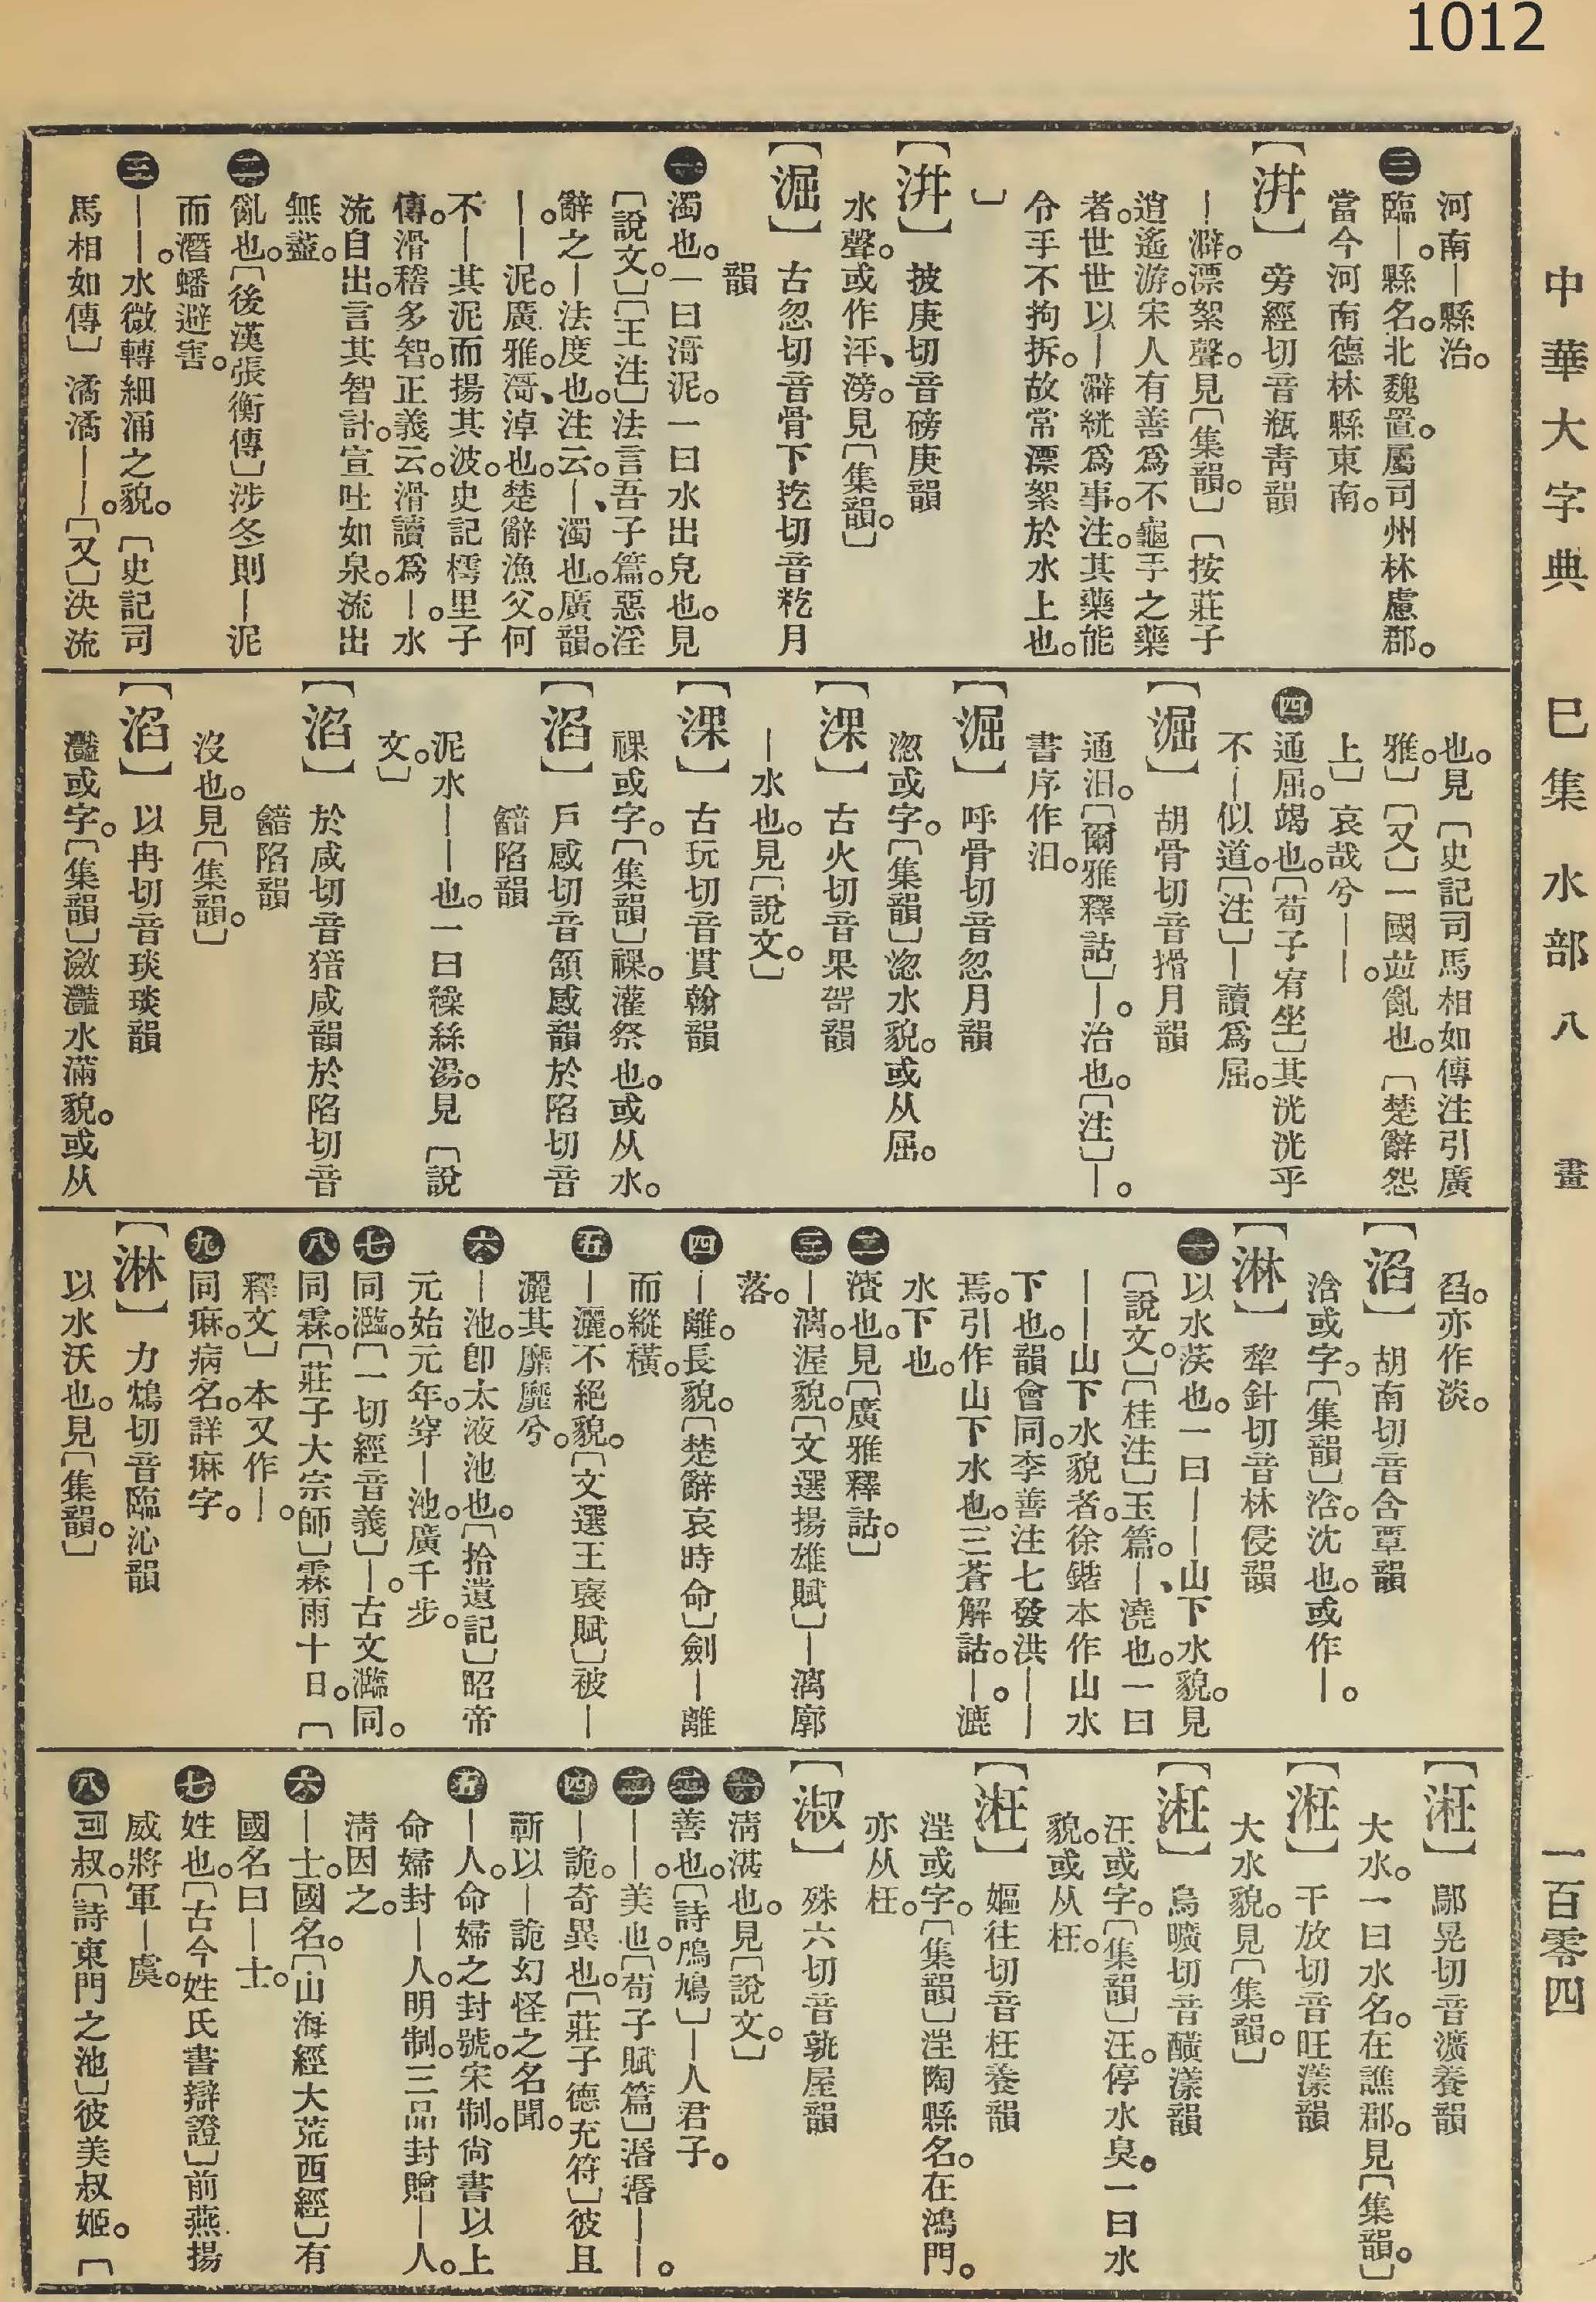 1012
中華大字典 巳集 水部 八畫 一百零四
河南—縣治。
㊂臨—。縣名。北魏置。屬司州林慮郡。
當今河南德林縣東南。
【洴】旁經切音瓶靑韻
—澼。漂絮聲。見〔集韻。〕〔按莊子
逍遙游。宋人有善爲不龜手之藥
者。世世以—澼絖爲事。注。其藥能
令手不拘拆。故常漂絮於水上也。
〕
【洴】披庚切音磅庚韻
水聲。或作泙、滂。見〔集韻。〕
【淈】古忽切音骨下扢切音麧月
韻
㊀濁也。一曰滒泥。一曰水出皃也。見
〔說文。〕〔王注〕法言吾子篇。惡淫
辭之—法度也。注云。—、濁也。廣韻。
—。—泥。廣雅。滒、淖也。楚辭漁父。何
不—其泥而揚其波。史記樗里子
傳。滑稽多智。正義云。滑讀爲—。水
流自出。言其智計。宣吐如泉。流出
無盡。
㊁亂也。〔後漢張衡傳〕涉冬則—泥
而潛蟠避害。
㊂——。水微轉細涌之貌。〔史記司
馬相如傳〕潏潏——。〔又〕決流
也。見〔史記司馬相如傳注引廣
雅。〕〔又〕一國竝亂也。〔楚辭怨
上〕哀哉兮——。
㊃通屈。竭也。〔荀子宥坐〕其洸洸乎
不—似道。〔注〕—讀爲屈。
【淈】胡骨切音搰月韻
通汩。〔爾雅釋詁〕—。治也。〔注〕—。
書序作汩。
【淈】呼骨切音忽月韻
淴或字。〔集韻〕淴水貌。或从屈。
【淉】古火切音果哿韻
—水也。見〔說文。〕
【淉】古玩切音貫翰韻
祼或字。〔集韻〕祼。灌祭也。或从水。
【淊】戶感切音頷感韻於陷切音
韽陷韻
泥水——也。一曰繰絲湯。見〔說
文。〕
【淊】於咸切音猎咸韻於陷切音
韽陷韻
沒也。見〔集韻。〕
【淊】以冉切音琰琰韻
灩或字。〔集韻〕瀲灩水滿貌。或从
臽。亦作淡。
【淊】胡南切音含覃韻
浛或字。〔集韻〕浛。沈也。或作—。
【淋】犂針切音林侵韻
㊀以水𣵽也。一曰——山下水貌。見
〔說文。〕〔桂注〕玉篇。—、澆也。一曰
——山下水貌者。徐鍇本作山水
下也。韻會同。李善注七發洪——
焉。引作山下水也。三蒼解詁。—。漉
水下也。
㊁漬也。見〔廣雅釋詁。〕
㊂—漓。渥貌。〔文選揚雄賦〕—漓廓
落。
㊃—離。長貌。〔楚辭哀時命〕劍—離
而縱橫。
㊄—灑。不絕貌。〔文選王襃賦〕被—
灑其靡靡兮。
㊅—池。卽太液池也。〔拾遺記〕昭帝
元始元年。穿—池。廣千步。
㊆同㵐。〔一切經音義〕—。古文㵐同。
㊇同霖。〔莊子大宗師〕霖雨十日。〔
釋文〕本又作—。
㊈同痳。病名。詳痳字。
【淋】力鴆切音臨沁韻
以水沃也。見〔集韻。〕
【㳹】鄔晃切音瀇養韻
大水。一曰水名。在譙郡。見〔集韻。〕
【㳹】于放切音旺漾韻
大水貌。見〔集韻。〕
【㳹】烏曠切音醠漾韻
汪或字。〔集韻〕汪。停水臭。一曰水
貌。或从枉。
【㳹】嫗往切音枉養韻
𣶈或字。〔集韻〕𣶈陶縣名。在鴻門。
亦从枉。
【淑】殊六切音孰屋韻
㊀淸湛也。見〔說文。〕
㊁善也。〔詩鳲鳩〕—人君子。
㊂——。美也。〔荀子賦篇〕涽涽——。
㊃—詭。奇異也。〔莊子德充符〕彼且
蘄以—詭幻怪之名聞。
㊄—人。命婦之封號。宋制。尙書以上
命婦封—人。明制。三品封贈—人。
淸因之。
㊅—士。國名。〔山海經大荒西經〕有
國名曰—士。
㊆姓也。〔古今姓氏書辯證〕前燕揚
威將軍—虞。
㊇同叔。〔詩東門之池〕彼美叔姬。〔